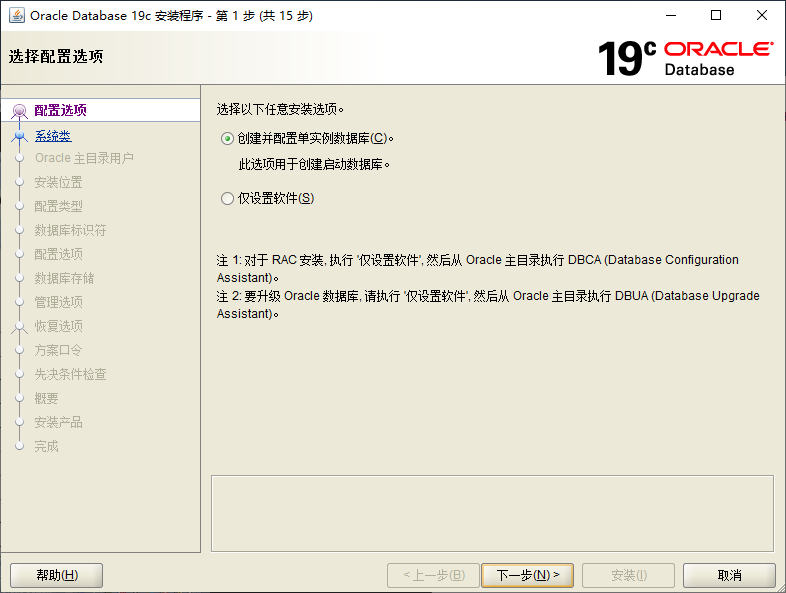 Oracle Database 19c 安装程序 - 第 1 步 (共 15 步)
选择配置选项
19c ORACLE
Database
配置选项
系统类
Oracle 主目录用户
安装位置
配置类型
数据库标识符
配置选项
数据库存储
管理选项
恢复选项
方案口令
先决条件检查
概要
安装产品
完成
选择以下任意安装选项。
创建并配置单实例数据库(C)。
此选项用于创建启动数据库。
仅设置软件(S)
注 1: 对于 RAC 安装, 执行 '仅设置软件', 然后从 Oracle 主目录执行 DBCA (Database Configuration
Assistant)。
注 2: 要升级 Oracle 数据库, 请执行 '仅设置软件', 然后从 Oracle 主目录执行 DBUA (Database Upgrade
Assistant)。
帮助(H)
< 上一步(B)
下一步(N) >
安装(I)
取消